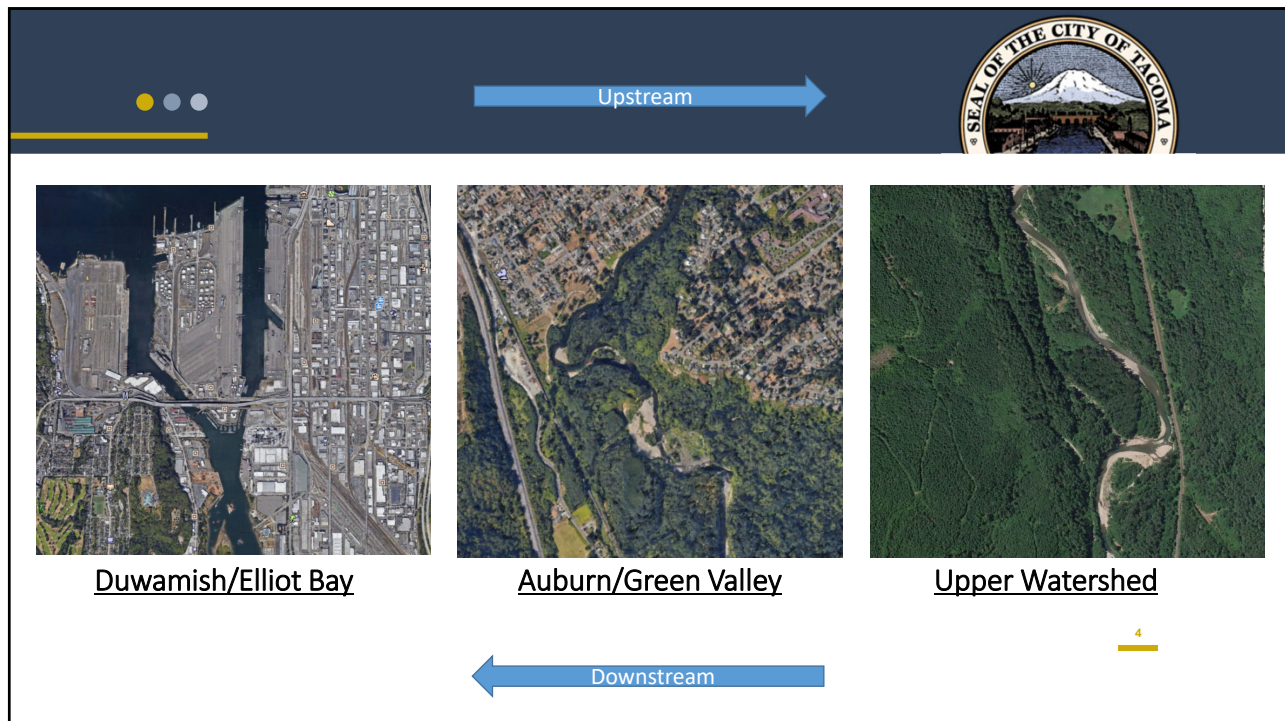 Upstream
SEAL OF THE CITY OF TACOMA
Duwamish/Elliot Bay
Auburn/Green Valley
Upper Watershed
4
Downstream